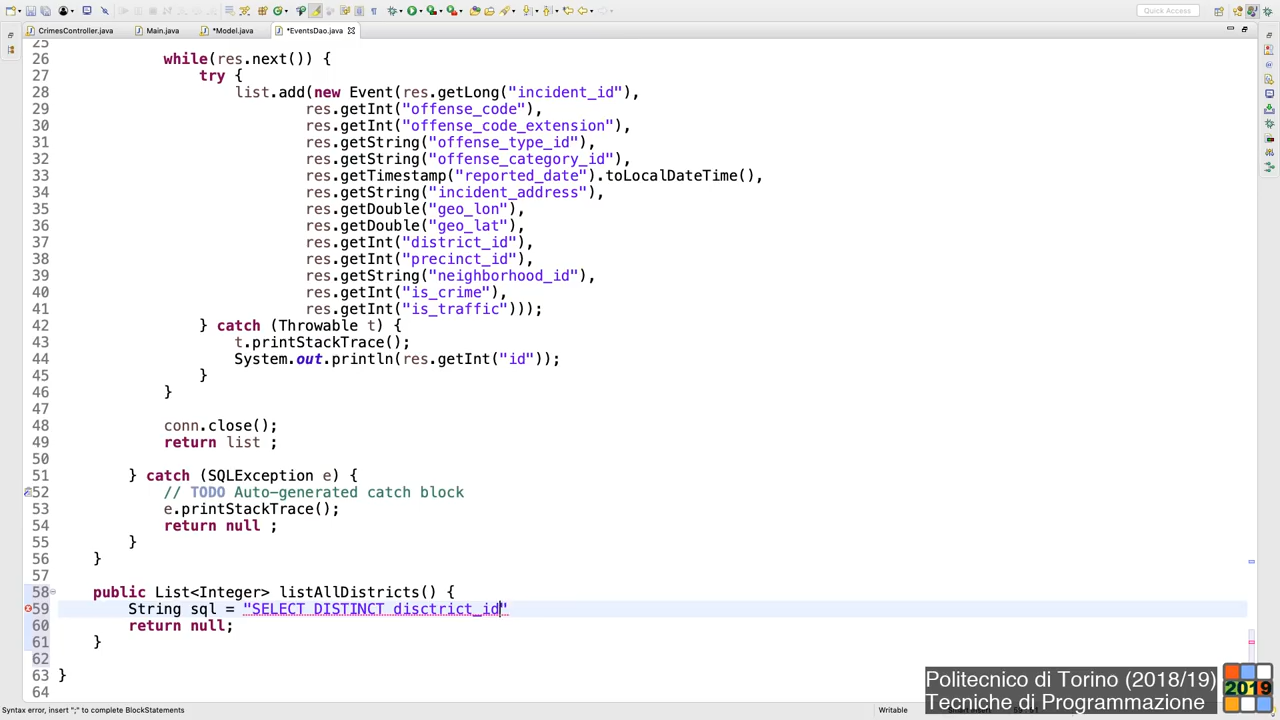 Quick Access
CrimesController.java Main.java *Model.java *EventsDao.java
25
26 while(res.next()) {
27 try {
28 list.add(new Event(res.getLong("incident_id"),
29 res.getInt("offense_code"),
30 res.getInt("offense_code_extension"),
31 res.getString("offense_type_id"),
32 res.getString("offense_category_id"),
33 res.getTimestamp("reported_date").toLocalDateTime(),
34 res.getString("incident_address"),
35 res.getDouble("geo_lon"),
36 res.getDouble("geo_lat"),
37 res.getInt("district_id"),
38 res.getInt("precinct_id"),
39 res.getString("neighborhood_id"),
40 res.getInt("is_crime"),
41 res.getInt("is_traffic")));
42 } catch (Throwable t) {
43 t.printStackTrace();
44 System.out.println(res.getInt("id"));
45 }
46 }
47
48 conn.close();
49 return list ;
50
51 } catch (SQLException e) {
52 // TODO Auto-generated catch block
53 e.printStackTrace();
54 return null ;
55 }
56 }
57
58 public List<Integer> listAllDistricts() {
59 String sql = "SELECT DISTINCT disctrict_id"
60 return null;
61 }
62
63 }
64
Politecnico di Torino (2018/19)
Tecniche di Programmazione
2019
Syntax error, insert ";" to complete BlockStatements Writable